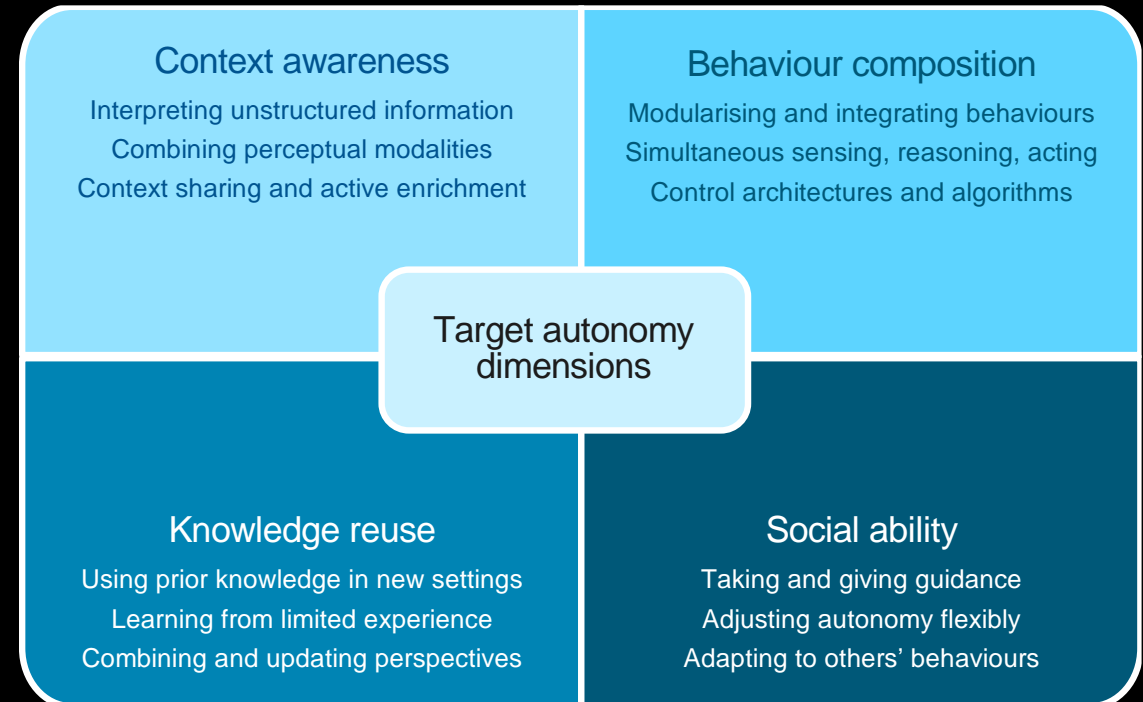 Context awareness
Interpreting unstructured information
Combining perceptual modalities
Context sharing and active enrichment
Behaviour composition
Modularising and integrating behaviours
Simultaneous sensing, reasoning, acting
Control architectures and algorithms
Target autonomy
dimensions
Knowledge reuse
Using prior knowledge in new settings
Learning from limited experience
Combining and updating perspectives
Social ability
Taking and giving guidance
Adjusting autonomy flexibly
Adapting to others’ behaviours